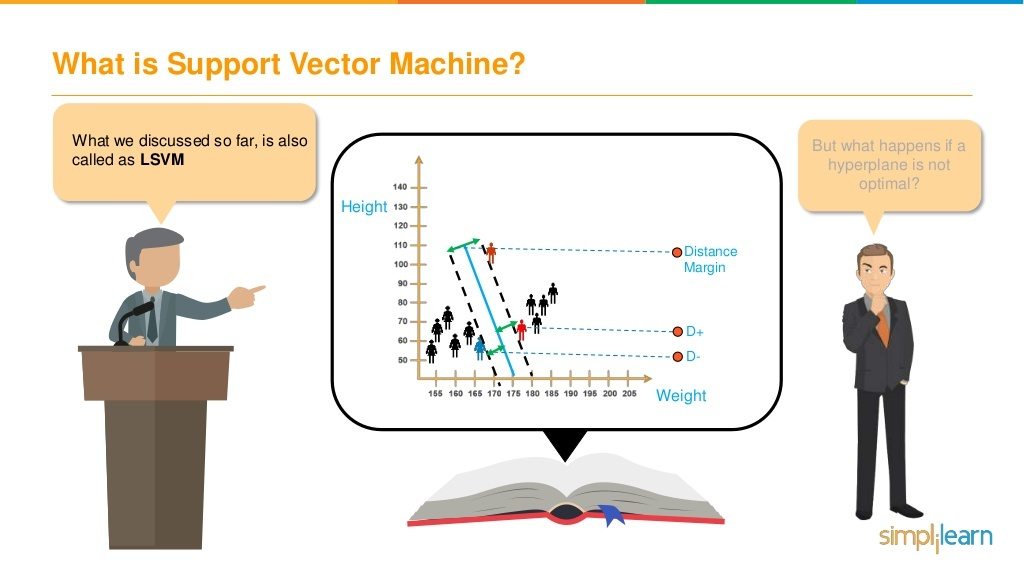 What is Support Vector Machine?
What we discussed so far, is also
called as LSVM
But what happens if a
hyperplane is not
optimal?
Height
140
130
120
110
100
90
80
70
60
50
155 160 165 170 175 180 185 190 195 200 205
Weight
Distance
Margin
D+
D-
simplilearn